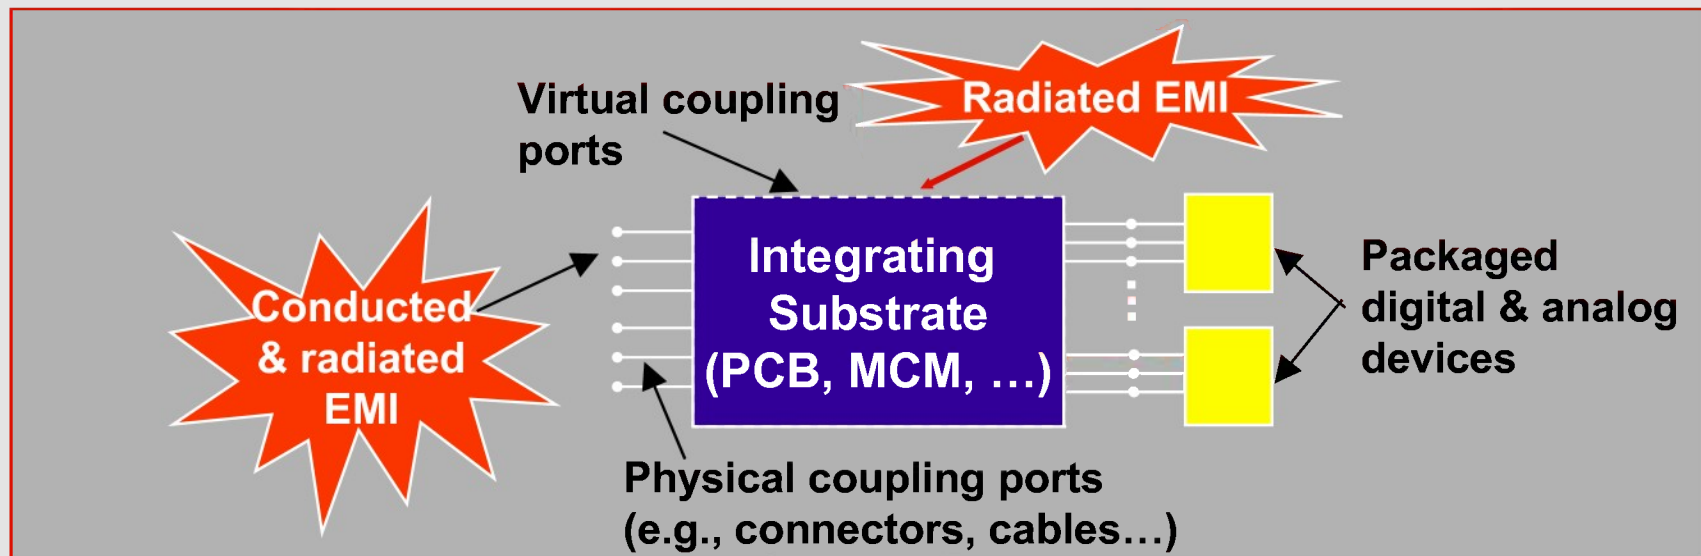 Virtual coupling
ports
Radiated EMI
Conducted
& radiated
EMI
Integrating
Substrate
(PCB, MCM, …)
Packaged
digital & analog
devices
Physical coupling ports
(e.g., connectors, cables…)